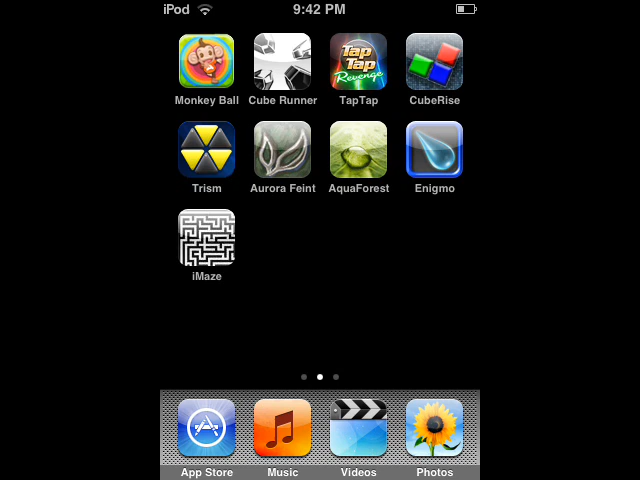 iPod 9:42 PM
Tap
Tap
Revenge
Monkey Ball Cube Runner TapTap CubeRise
Trism Aurora Feint AquaForest Enigmo
iMaze
App Store Music Videos Photos